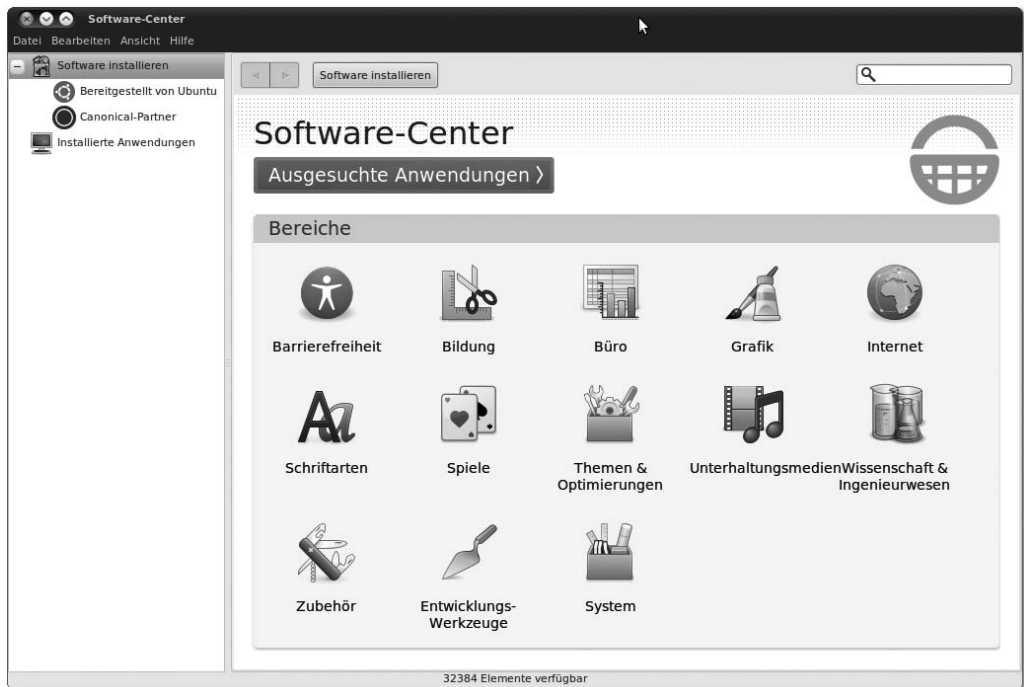 Software-Center
Datei Bearbeiten Ansicht Hilfe
Software installieren
Bereitgestellt von Ubuntu
Canonical-Partner
Installierte Anwendungen
Software installieren
Software-Center
Ausgesuchte Anwendungen
Bereiche
Barrierefreiheit
Bildung
Büro
Grafik
Internet
Schriftarten
Spiele
Themen &
Optimierungen
Unterhaltungsmedien
Wissenschaft &
Ingenieurwesen
Zubehör
Entwicklungs-
Werkzeuge
System
32384 Elemente verfügbar